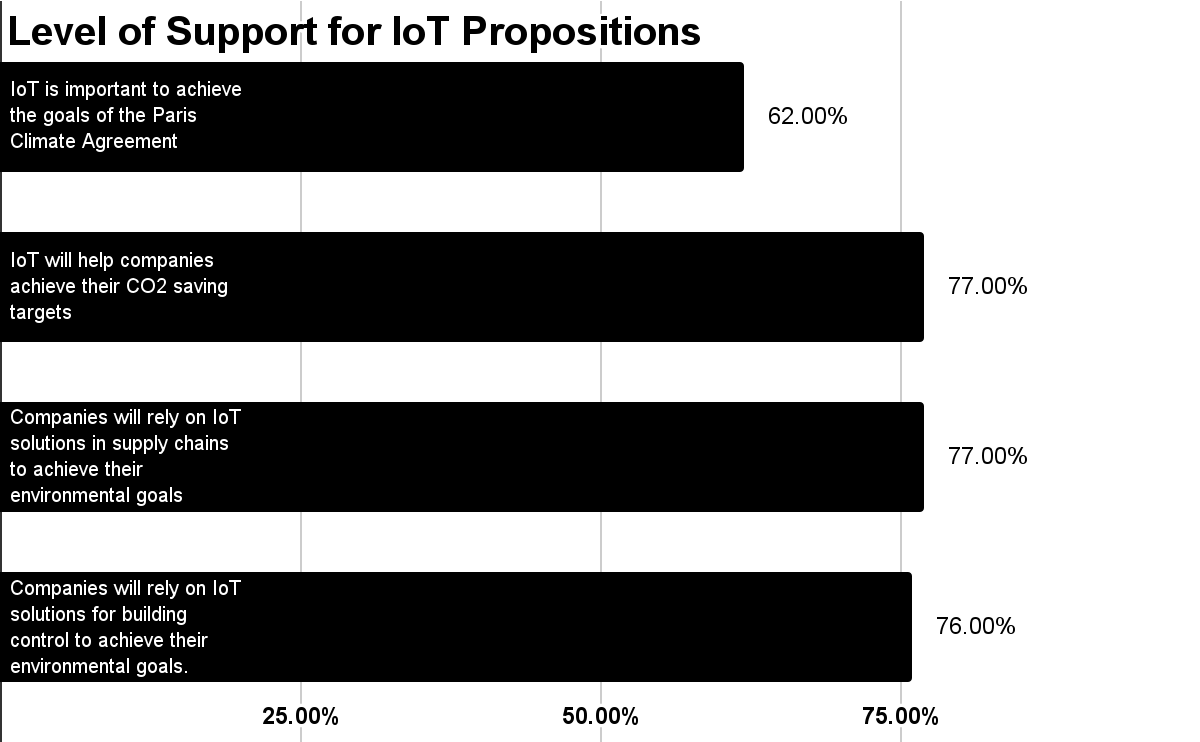 Level of Support for IoT Propositions
IoT is important to achieve
the goals of the Paris
Climate Agreement
62.00%
IoT will help companies
achieve their CO2 saving
targets
77.00%
Companies will rely on IoT
solutions in supply chains
to achieve their
environmental goals
77.00%
Companies will rely on IoT
solutions for building
control to achieve their
environmental goals.
76.00%
25.00% 50.00% 75.00%